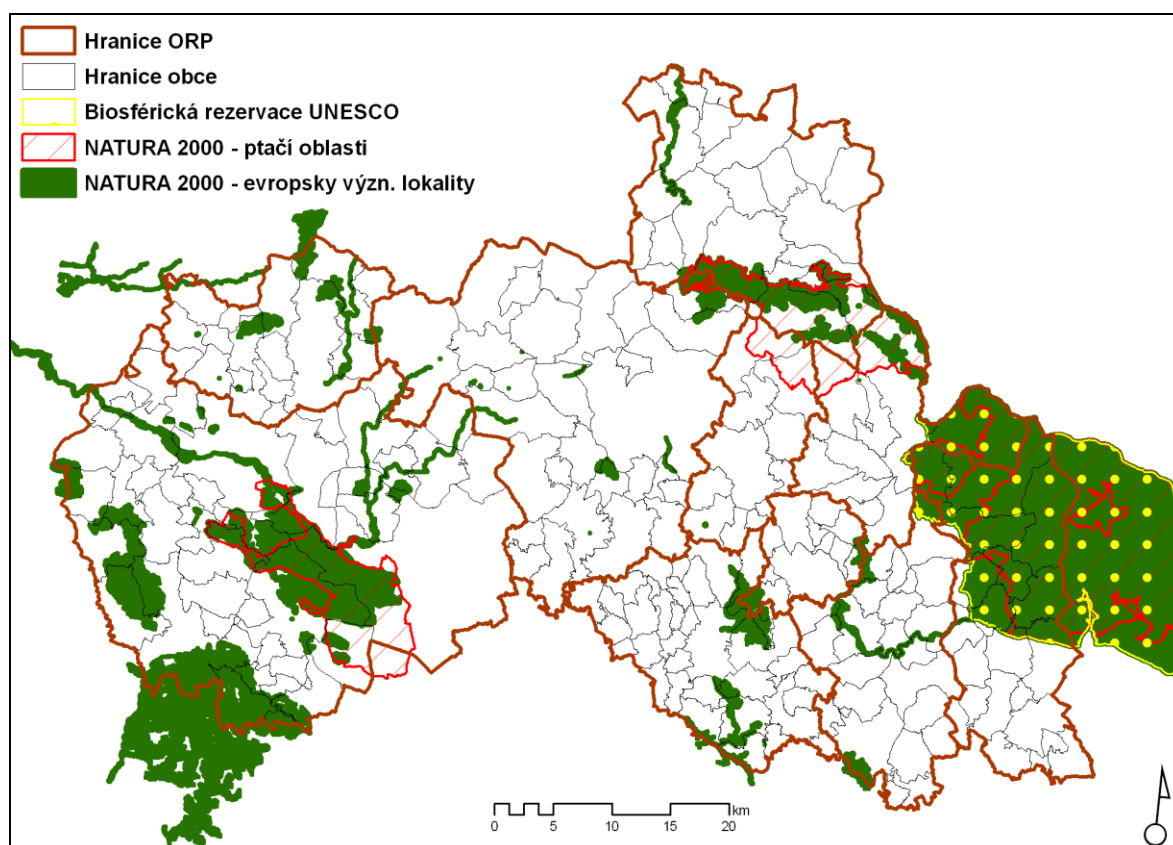 Hranice ORP
Hranice obce
Biosférická rezervace UNESCO
NATURA 2000 - ptačí oblasti
NATURA 2000 - evropsky význ. lokality
km
0 5 10 15 20